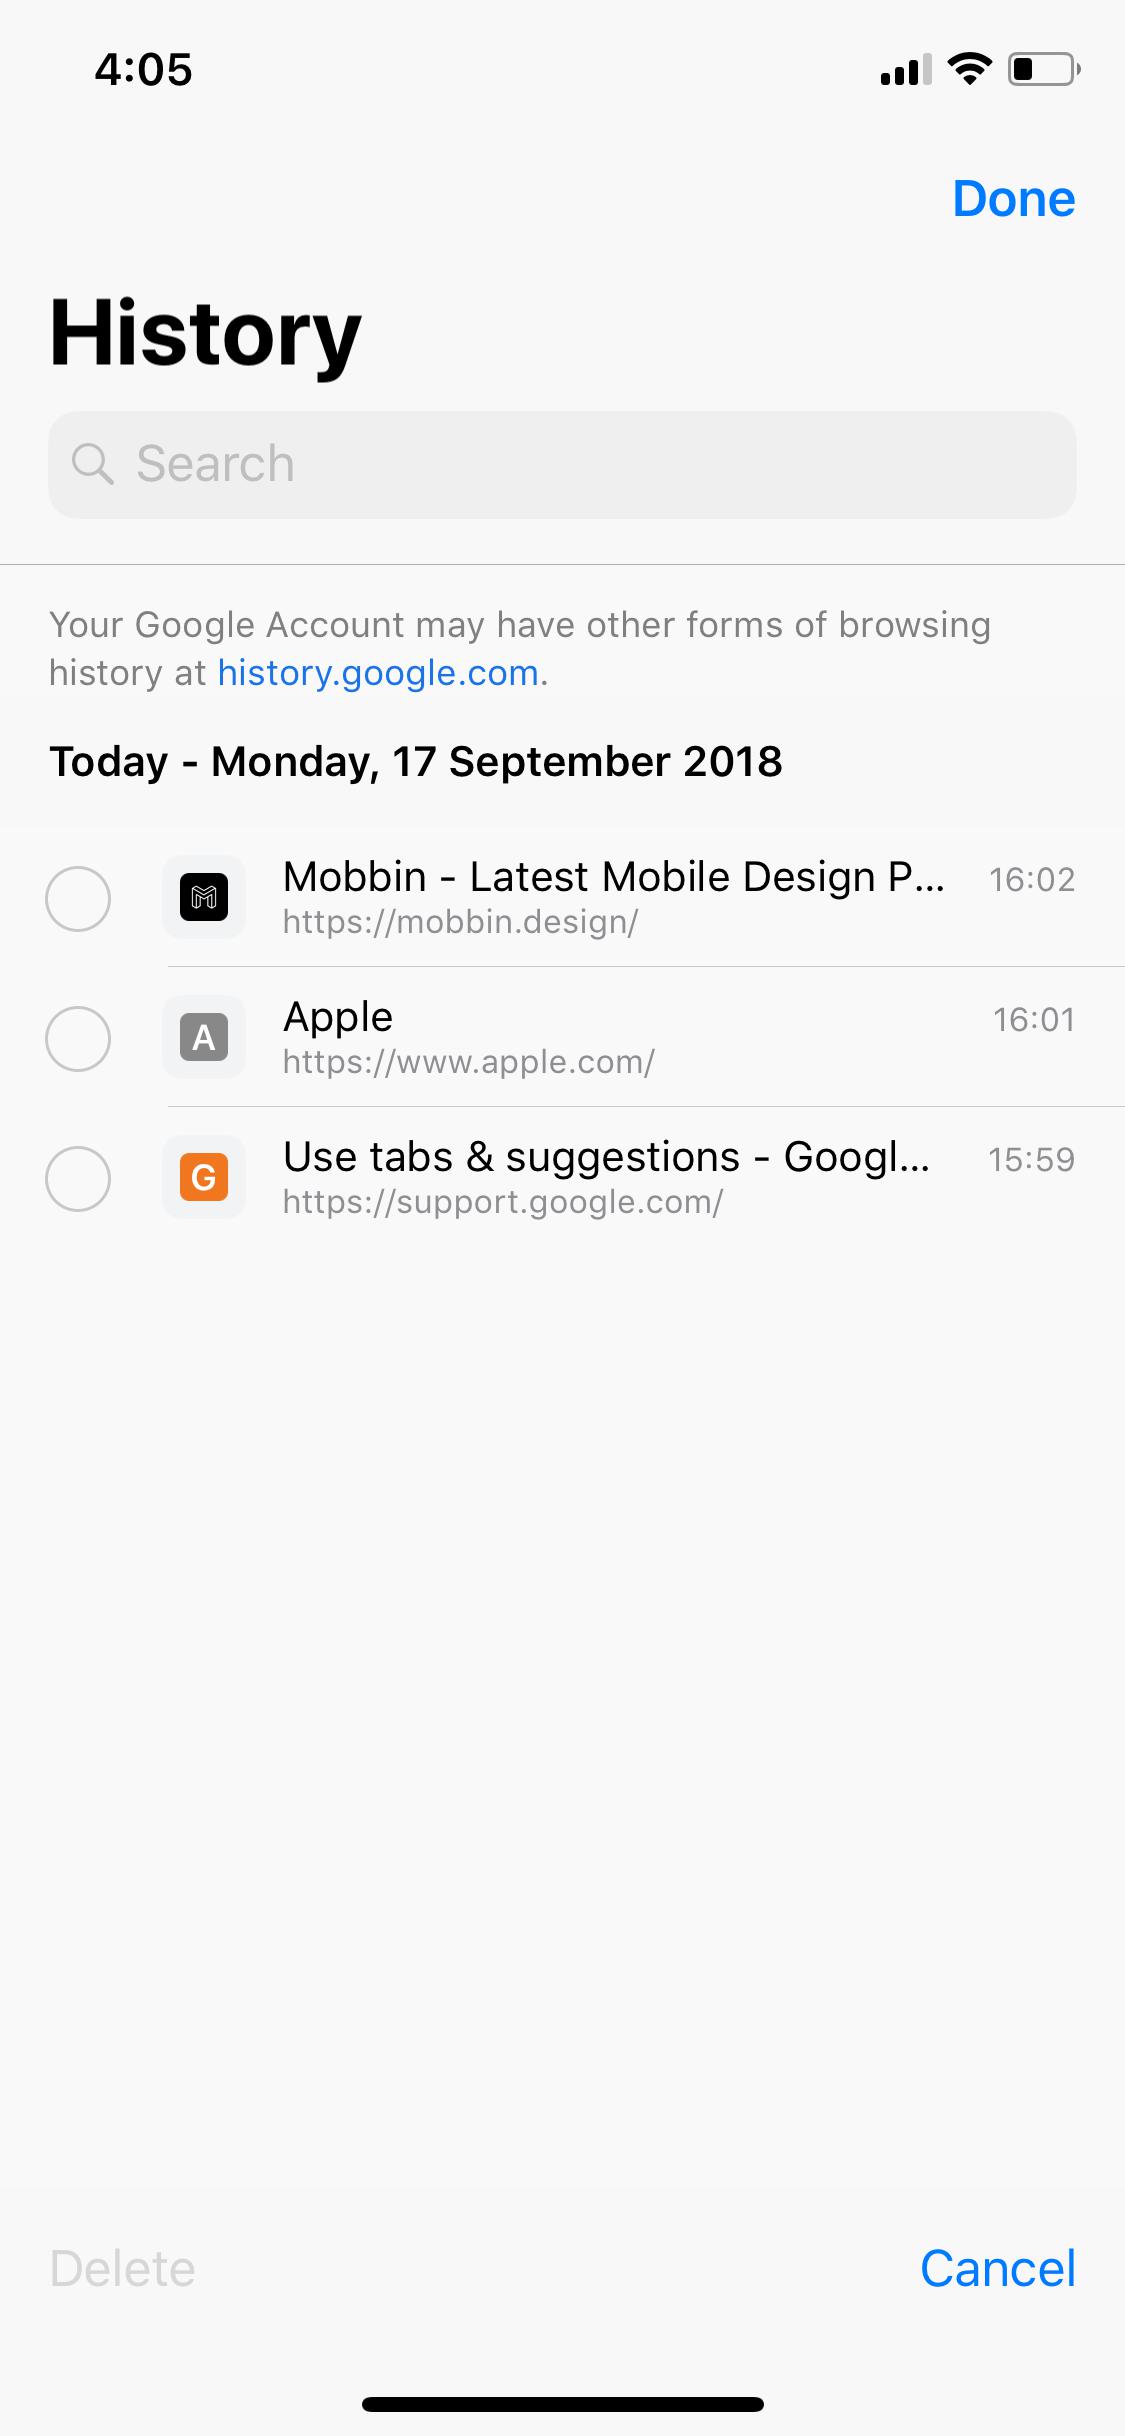 4:05
Done
History
Search
Your Google Account may have other forms of browsing
history at history.google.com.
Today - Monday, 17 September 2018
Mobbin - Latest Mobile Design P... 16:02
https://mobbin.design/
A
Apple 16:01
https://www.apple.com/
G
Use tabs & suggestions - Googl... 15:59
https://support.google.com/
Delete
Cancel